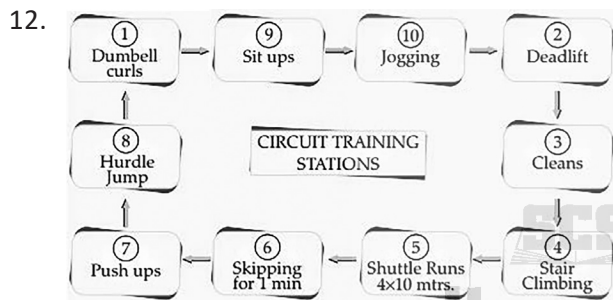 12.
1
Dumbell
curls
9
Sit ups
10
Jogging
2
Deadlift
8
Hurdle
Jump
CIRCUIT TRAINING
STATIONS
3
Cleans
7
Push ups
6
Skipping
for 1 min
5
Shuttle Runs
4×10 mtrs.
4
Stair
Climbing
SCS